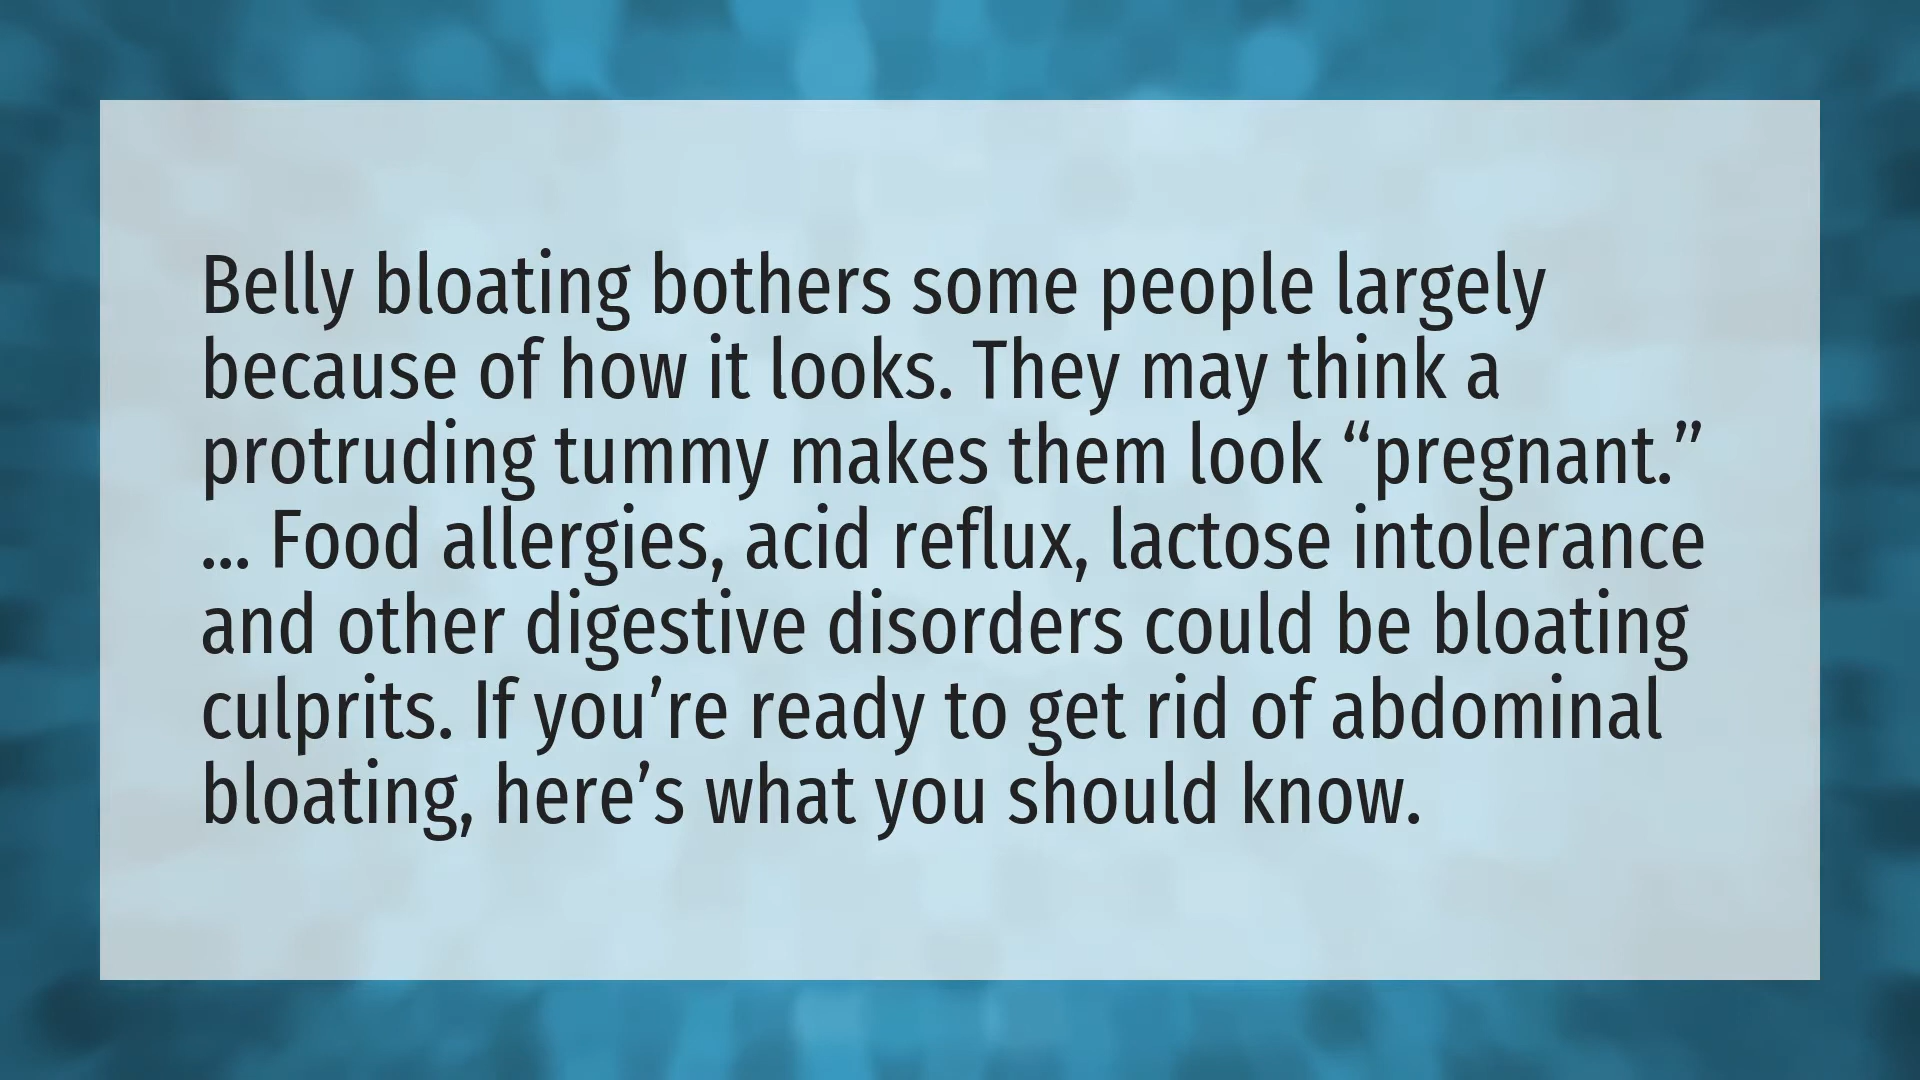 Belly bloating bothers some people largely
because of how it looks. They may think a
protruding tummy makes them look “pregnant.”
... Food allergies, acid reflux, lactose intolerance
and other digestive disorders could be bloating
culprits. If you’re ready to get rid of abdominal
bloating, here’s what you should know.